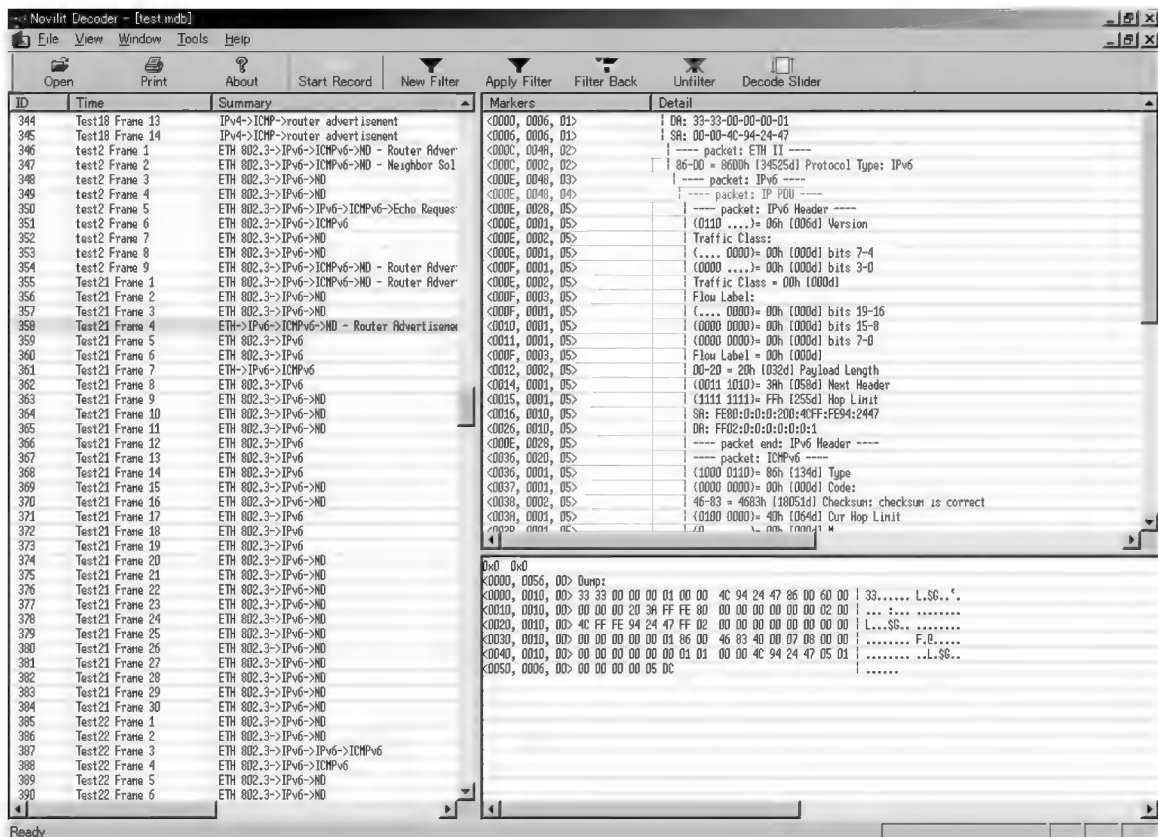 Novilit Decoder - [test.mdb]
File View Window Tools Help
Open Print About Start Record New Filter Apply Filter Filter Back Unfilter Decode Slider
ID Time Summary
344 Test18 Frame 13 IPv4->ICMP->router advertisement
345 Test18 Frame 14 IPv4->ICMP->router advertisement
346 test2 Frame 1 ETH 802.3->IPv6->ICMPv6->ND - Router Adver
347 test2 Frame 2 ETH 802.3->IPv6->ICMPv6->ND - Neighbor Sol
348 test2 Frame 3 ETH 802.3->IPv6->ND
349 test2 Frame 4 ETH 802.3->IPv6->ND
350 test2 Frame 5 ETH 802.3->IPv6->IPv6->ICMPv6->Echo Reques
351 test2 Frame 6 ETH 802.3->IPv6->ICMPv6
352 test2 Frame 7 ETH 802.3->IPv6->ND
353 test2 Frame 8 ETH 802.3->IPv6->ND
354 test2 Frame 9 ETH 802.3->IPv6->ICMPv6->ND - Router Adver
355 Test21 Frame 1 ETH 802.3->IPv6->ICMPv6->ND - Router Adver
356 Test21 Frame 2 ETH 802.3->IPv6->ND
357 Test21 Frame 3 ETH 802.3->IPv6->ND
358 Test21 Frame 4 ETH->IPv6->ICMPv6->ND - Router Advertisemen
359 Test21 Frame 5 ETH 802.3->IPv6
360 Test21 Frame 6 ETH 802.3->IPv6
361 Test21 Frame 7 ETH->IPv6->ICMPv6
362 Test21 Frame 8 ETH 802.3->IPv6
363 Test21 Frame 9 ETH 802.3->IPv6->ND
364 Test21 Frame 10 ETH 802.3->IPv6->ND
365 Test21 Frame 11 ETH 802.3->IPv6->ND
366 Test21 Frame 12 ETH 802.3->IPv6
367 Test21 Frame 13 ETH 802.3->IPv6
368 Test21 Frame 14 ETH 802.3->IPv6
369 Test21 Frame 15 ETH 802.3->IPv6->ND
370 Test21 Frame 16 ETH 802.3->IPv6->ND
371 Test21 Frame 17 ETH 802.3->IPv6
372 Test21 Frame 18 ETH 802.3->IPv6
373 Test21 Frame 19 ETH 802.3->IPv6
374 Test21 Frame 20 ETH 802.3->IPv6->ND
375 Test21 Frame 21 ETH 802.3->IPv6->ND
376 Test21 Frame 22 ETH 802.3->IPv6->ND
377 Test21 Frame 23 ETH 802.3->IPv6->ND
378 Test21 Frame 24 ETH 802.3->IPv6->ND
379 Test21 Frame 25 ETH 802.3->IPv6->ND
380 Test21 Frame 26 ETH 802.3->IPv6->ND
381 Test21 Frame 27 ETH 802.3->IPv6->ND
382 Test21 Frame 28 ETH 802.3->IPv6->ND
383 Test21 Frame 29 ETH 802.3->IPv6->ND
384 Test21 Frame 30 ETH 802.3->IPv6->ND
385 Test22 Frame 1 ETH 802.3->IPv6->ND
386 Test22 Frame 2 ETH 802.3->IPv6->ND
387 Test22 Frame 3 ETH 802.3->IPv6->IPv6->ICMPv6
388 Test22 Frame 4 ETH 802.3->IPv6->ICMPv6
389 Test22 Frame 5 ETH 802.3->IPv6->ND
390 Test22 Frame 6 ETH 802.3->IPv6->ND
Markers Detail
<0000, 0006, 01> | DA: 33-33-00-00-00-01
<0006, 0006, 01> | SA: 00-00-4C-94-24-47
<000C, 004A, 02> | ---- packet: ETH II ----
<000C, 0002, 02> | 86-DD = 86DDh [34525d] Protocol Type: IPv6
<000E, 0048, 03> | ---- packet: IPv6 ----
<000E, 0048, 04> | ---- packet: IP PDU ----
<000E, 0028, 05> | ---- packet: IPv6 Header ----
<000E, 0001, 05> | (0110 ....)= 06h [006d] Version
<000E, 0002, 05> | Traffic Class:
<000E, 0001, 05> | (.... 0000)= 00h [000d] bits 7-4
<000F, 0001, 05> | (0000 ....)= 00h [000d] bits 3-0
<000E, 0002, 05> | Traffic Class = 00h [000d]
<000F, 0003, 05> | Flow Label:
<000F, 0001, 05> | (.... 0000)= 00h [000d] bits 19-16
<0010, 0001, 05> | (0000 0000)= 00h [000d] bits 15-8
<0011, 0001, 05> | (0000 0000)= 00h [000d] bits 7-0
<000F, 0003, 05> | Flow Label = 00h [000d]
<0012, 0002, 05> | 00-20 = 20h [032d] Payload Length
<0014, 0001, 05> | (0011 1010)= 3Ah [058d] Next Header
<0015, 0001, 05> | (1111 1111)= FFh [255d] Hop Limit
<0016, 0010, 05> | SA: FE80:0:0:0:200:4CFF:FE94:2447
<0026, 0010, 05> | DA: FF02:0:0:0:0:0:0:1
<000E, 0028, 05> | ---- packet end: IPv6 Header ----
<0036, 0020, 05> | ---- packet: ICMPv6 ----
<0036, 0001, 05> | (1000 0110)= 86h [134d] Type
<0037, 0001, 05> | (0000 0000)= 00h [000d] Code:
<0038, 0002, 05> | 46-83 = 4683h [18051d] Checksum: checksum is correct
<003A, 0001, 05> | (0100 0000)= 40h [064d] Cur Hop Limit
0x0 0x0
<0000, 0056, 00> Dump:
<0000, 0010, 00> 33 33 00 00 00 01 00 00 4C 94 24 47 86 DD 60 00 | 33...... L.$G..`.
<0010, 0010, 00> 00 00 00 20 3A FF FE 80 00 00 00 00 00 00 02 00 | ... :... ........
<0020, 0010, 00> 4C FF FE 94 24 47 FF 02 00 00 00 00 00 00 00 00 | L...$G.. ........
<0030, 0010, 00> 00 00 00 00 00 01 86 00 46 83 40 00 07 08 00 00 | ........ F.@.....
<0040, 0010, 00> 00 00 00 00 00 00 01 01 00 00 4C 94 24 47 05 01 | ........ ..L.$G..
<0050, 0006, 00> 00 00 00 00 05 DC | ......
Ready